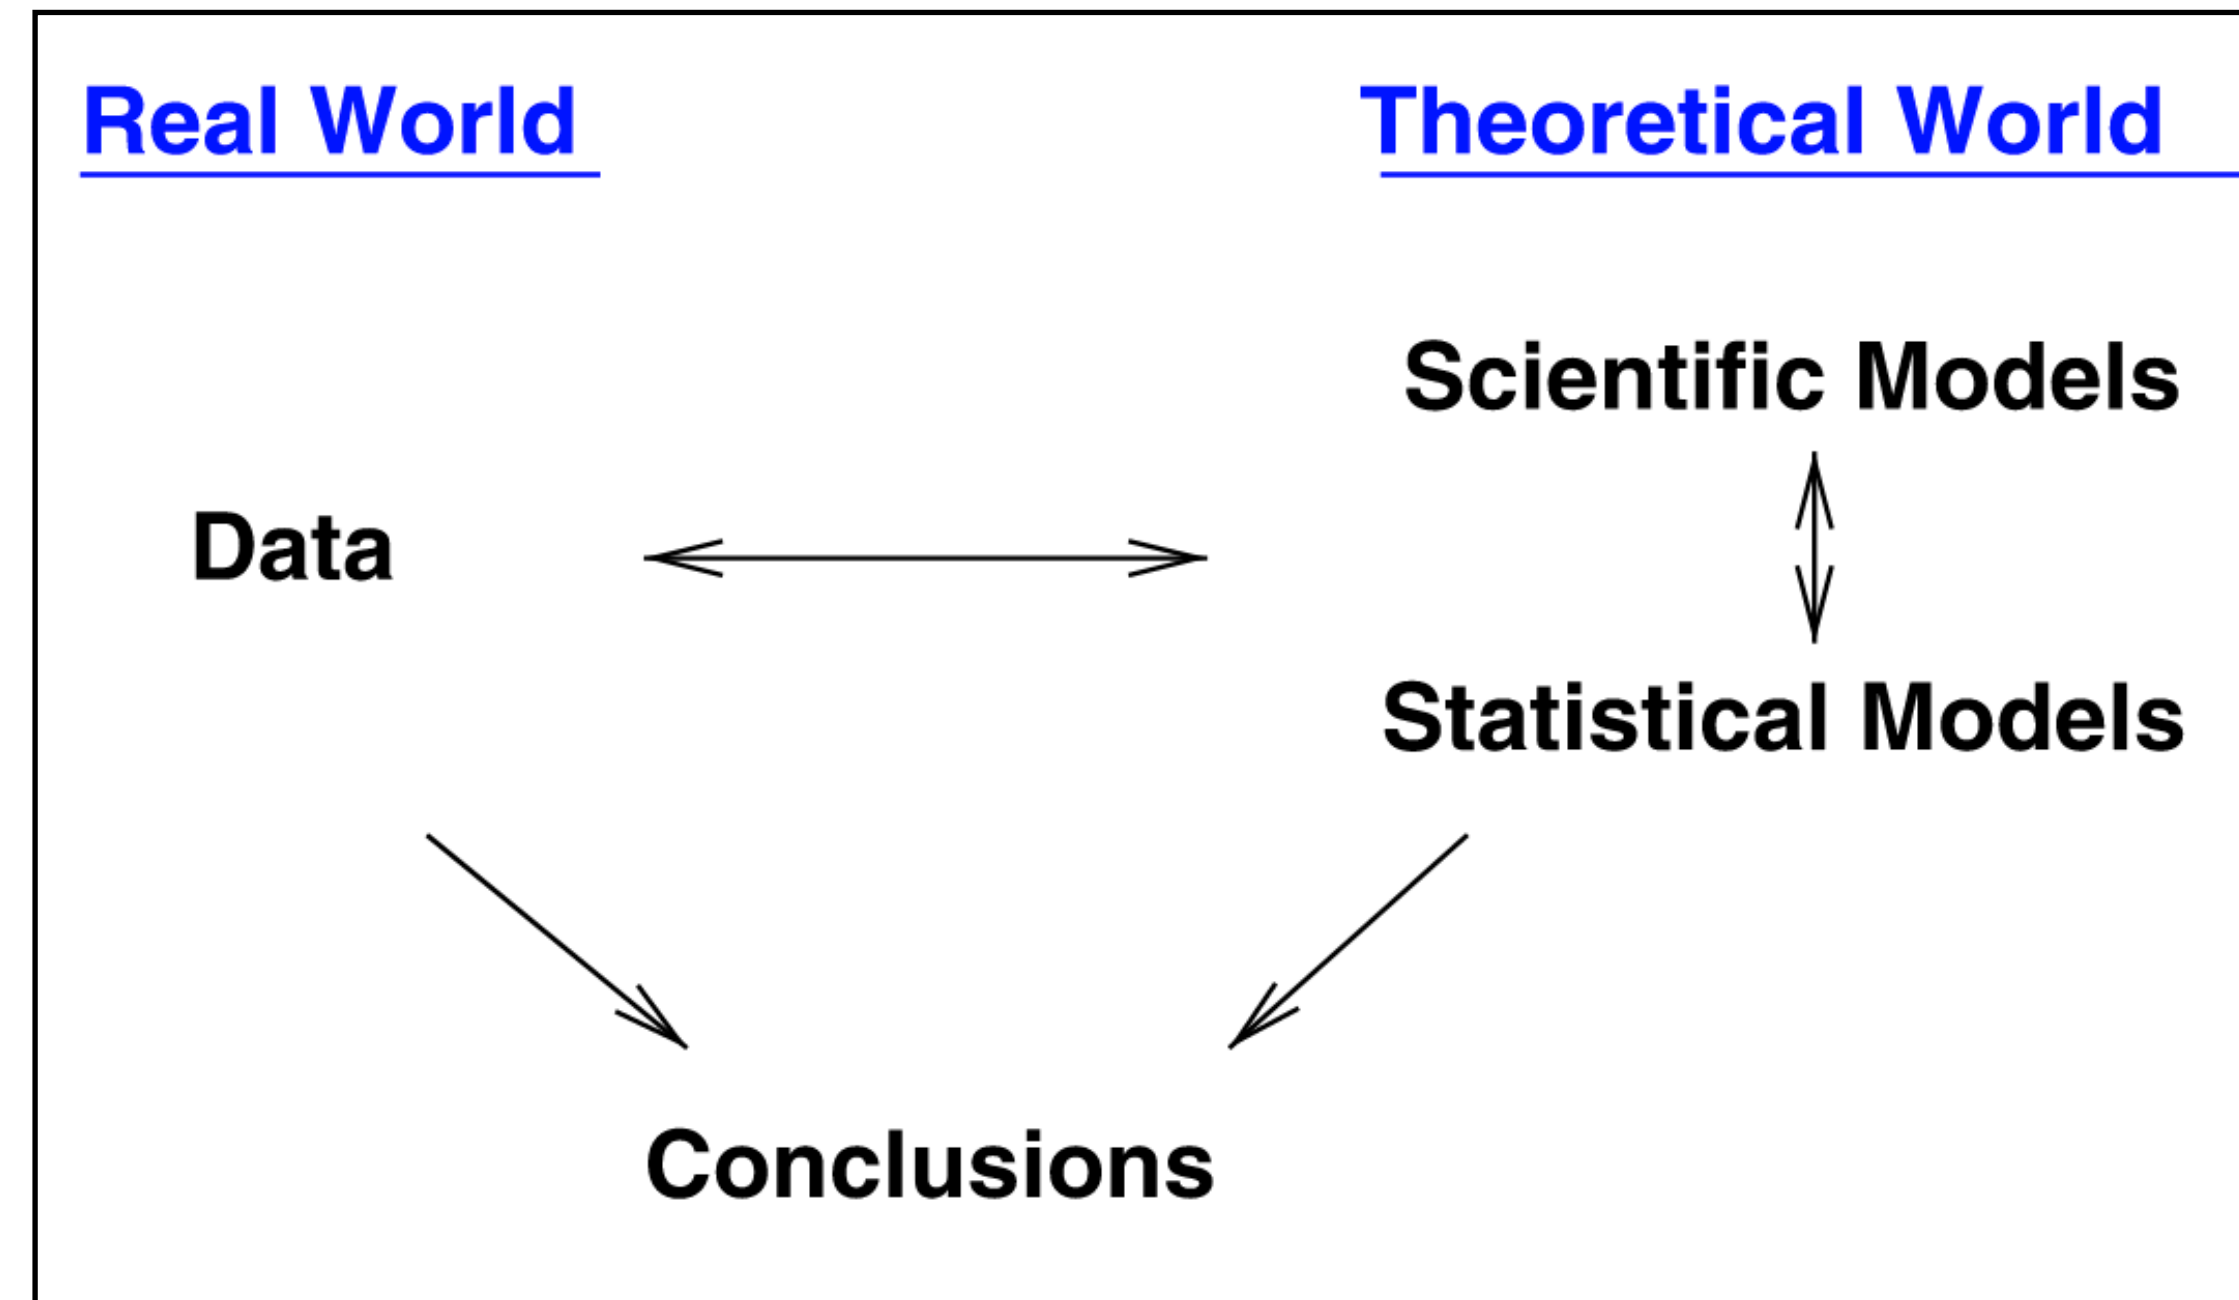 Real World
Theoretical World
Scientific Models
Data
Statistical Models
Conclusions